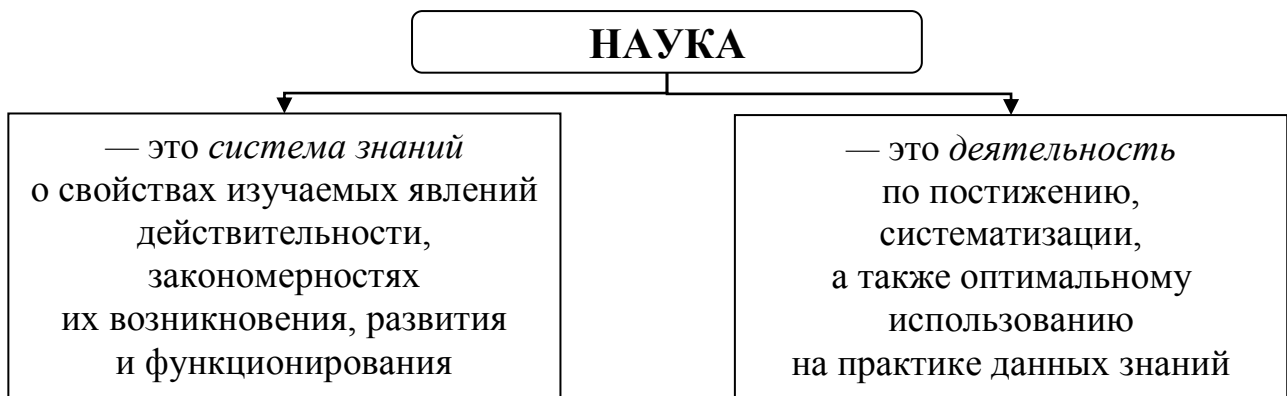 НАУКА
— это система знаний
о свойствах изучаемых явлений
действительности,
закономерностях
их возникновения, развития
и функционирования
— это деятельность
по постижению,
систематизации,
а также оптимальному
использованию
на практике данных знаний